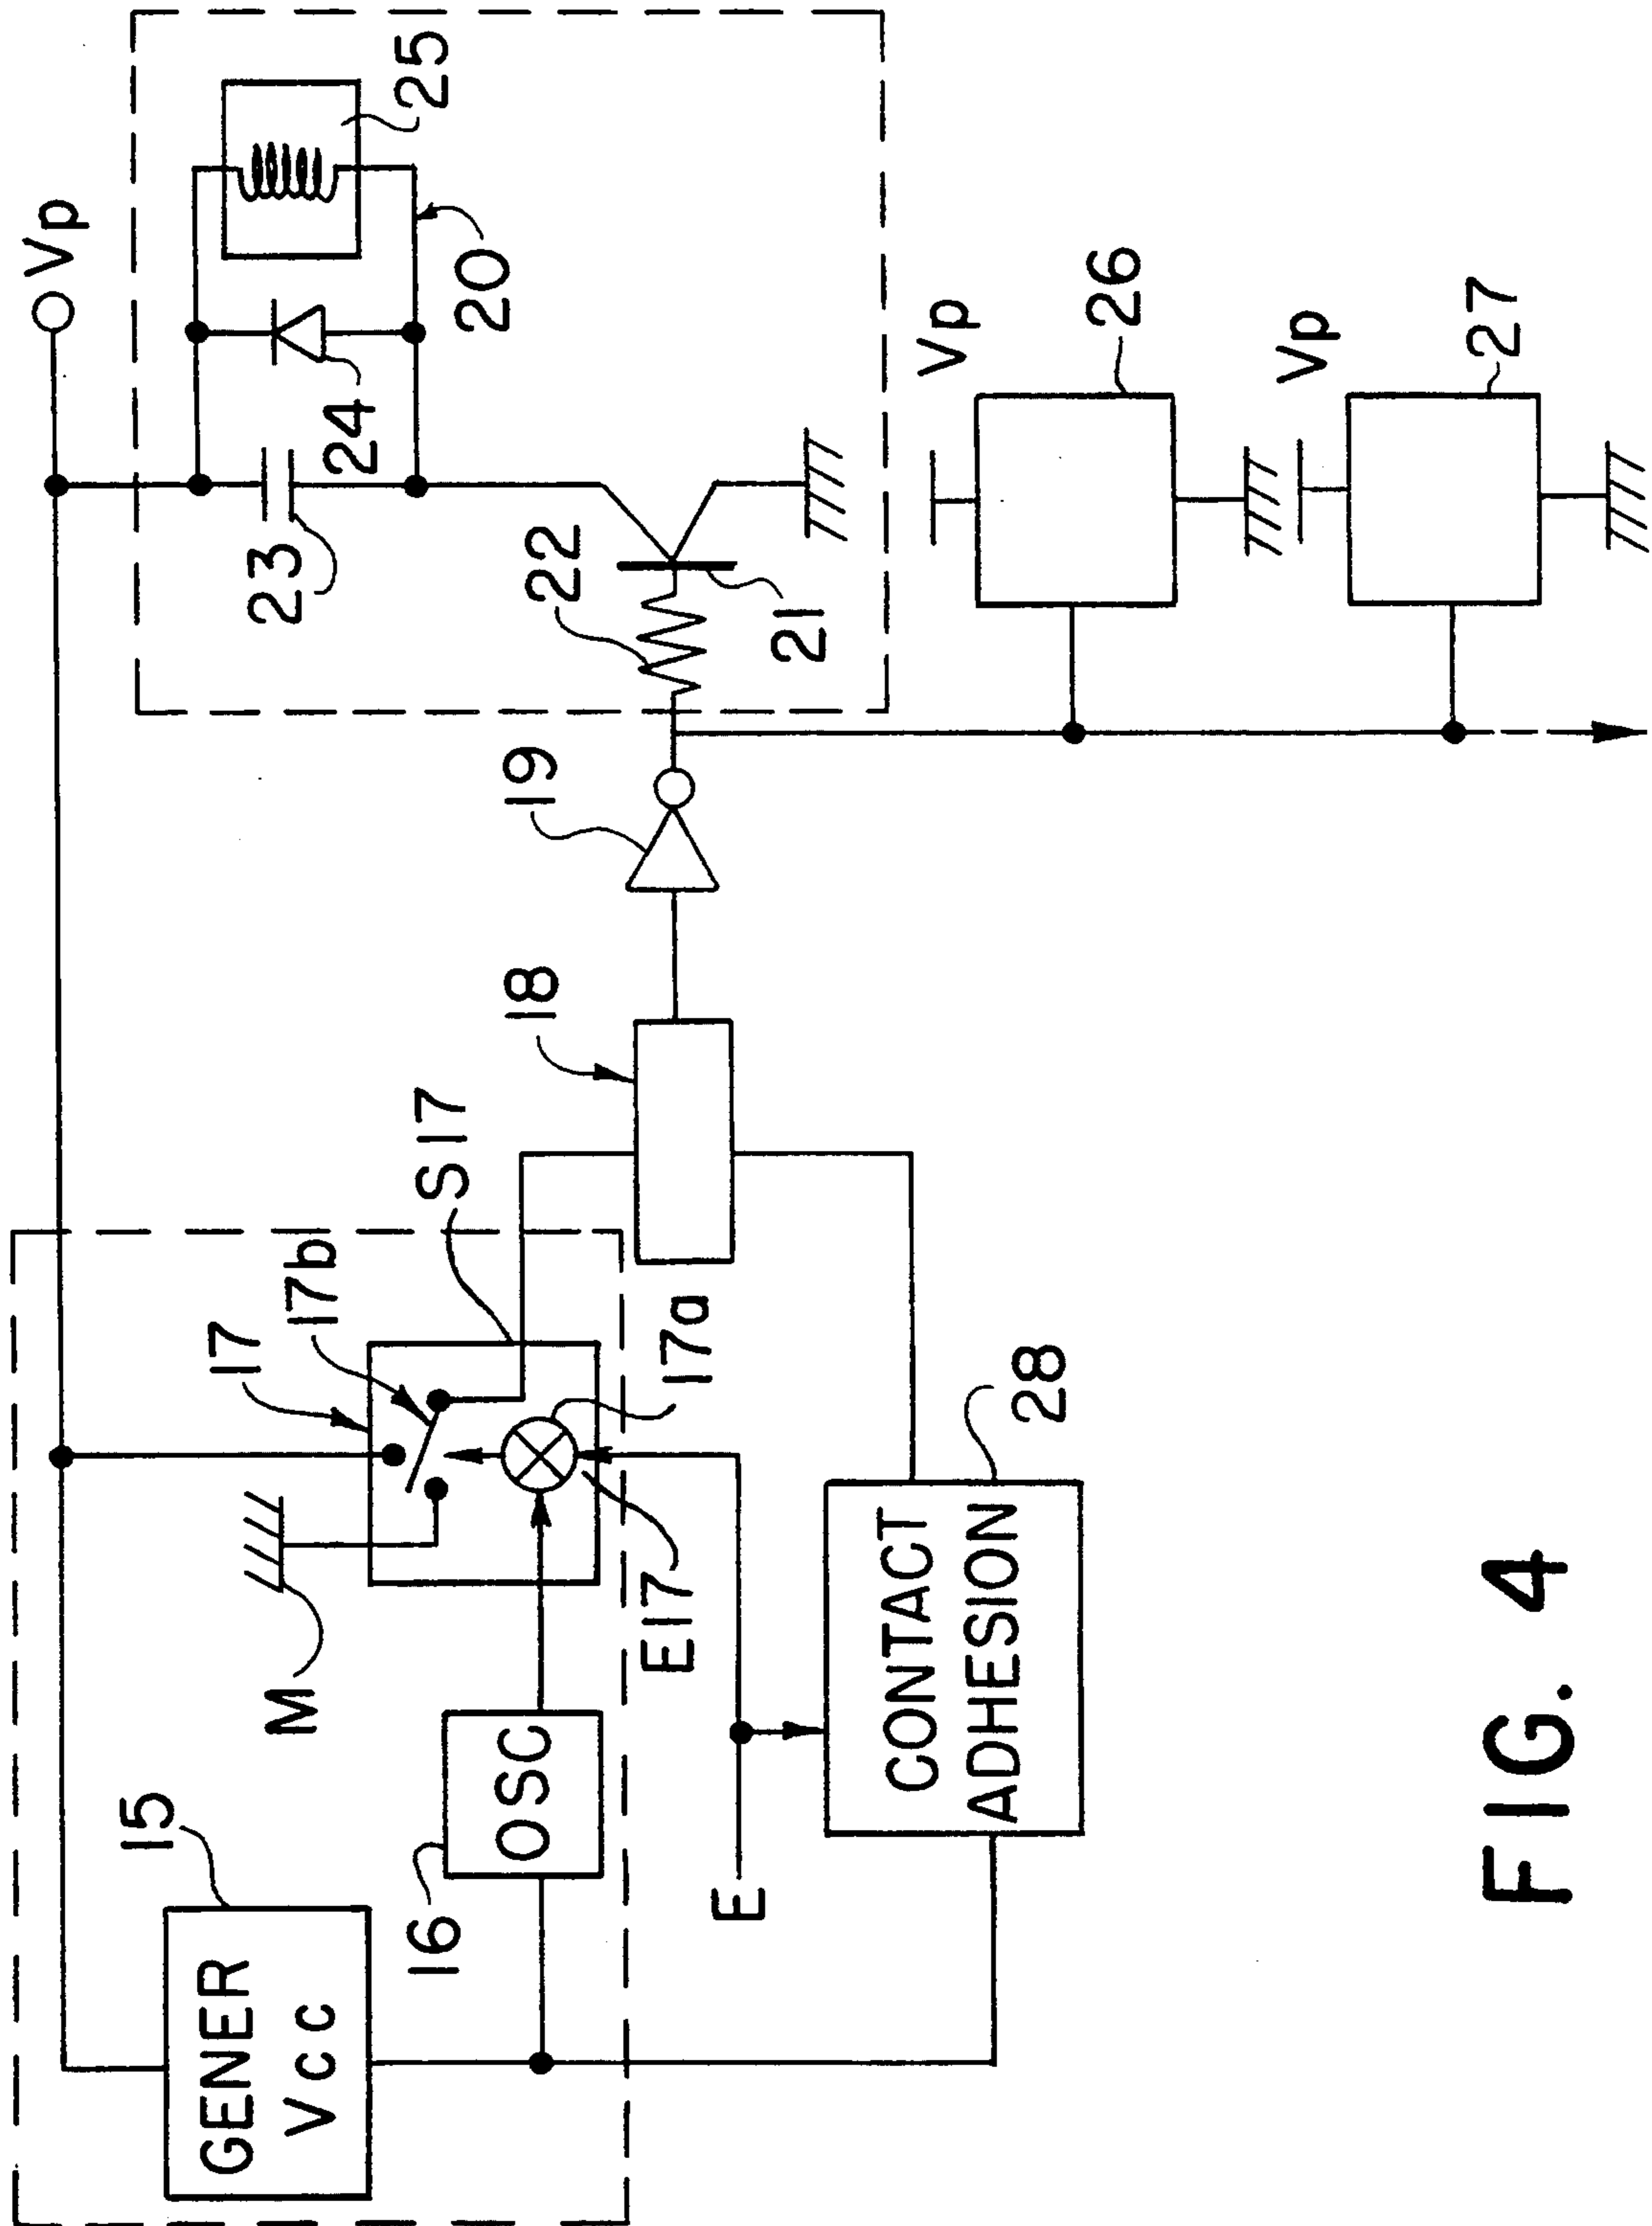 Vp
25
20
24
23
22
21
19
18
Vp
26
Vp
27
S17
17b
17
17a
M
E17
15
GENER
Vcc
16
OSC
E
CONTACT
ADHESION
28
FIG. 4